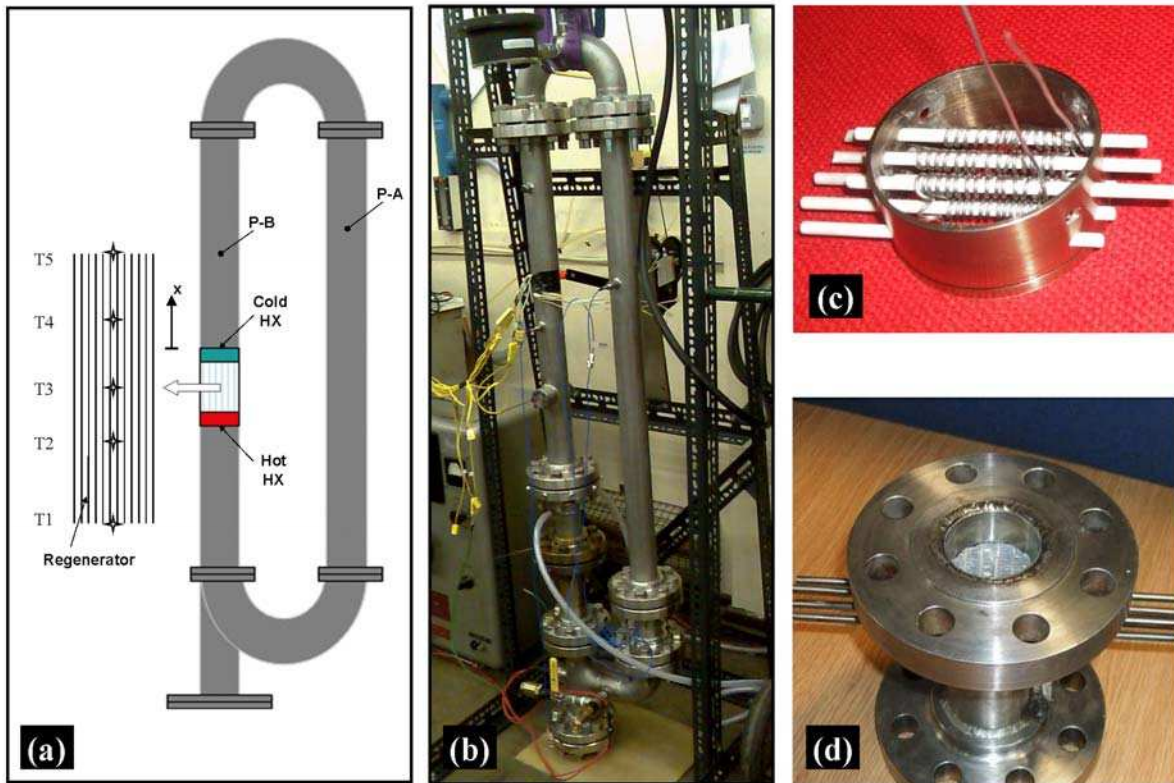 P-A
P-B
T5
x
T4
Cold
HX
T3
T2
Hot
HX
T1
Regenerator
(a)
(b)
(c)
(d)